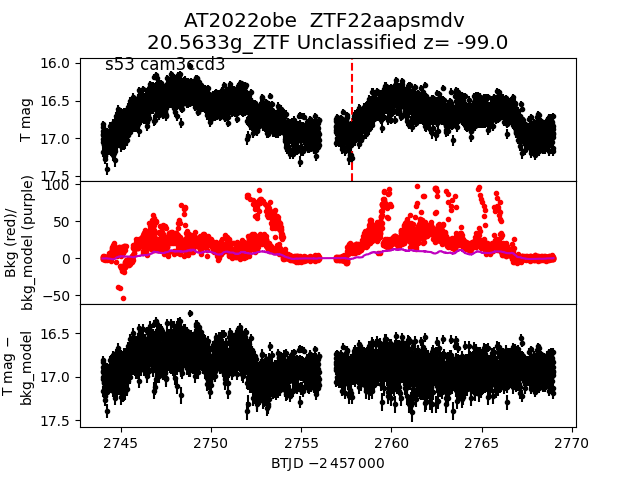 AT2022obe  ZTF22aapsmdv
20.5633g_ZTF Unclassified z= -99.0
s53 cam3ccd3
T mag
16.0
16.5
17.0
17.5
Bkg (red)/
bkg_model (purple)
100
50
0
−50
T mag −
bkg_model
16.5
17.0
17.5
2745 2750 2755 2760 2765 2770
BTJD −2 457 000